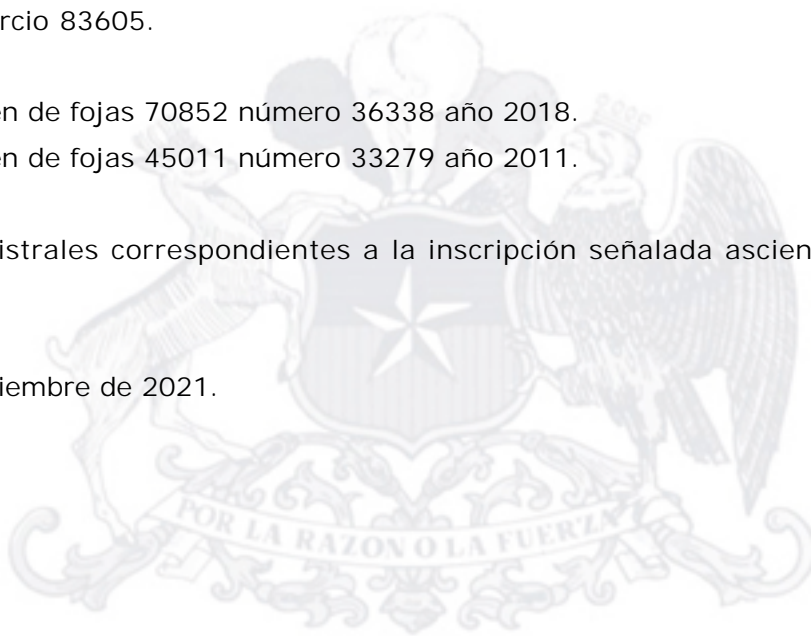 rcio 83605.
en de fojas 70852 número 36338 año 2018.
en de fojas 45011 número 33279 año 2011.
istrales correspondientes a la inscripción señalada ascien
iembre de 2021.
POR LA RAZON O LA FUERZA